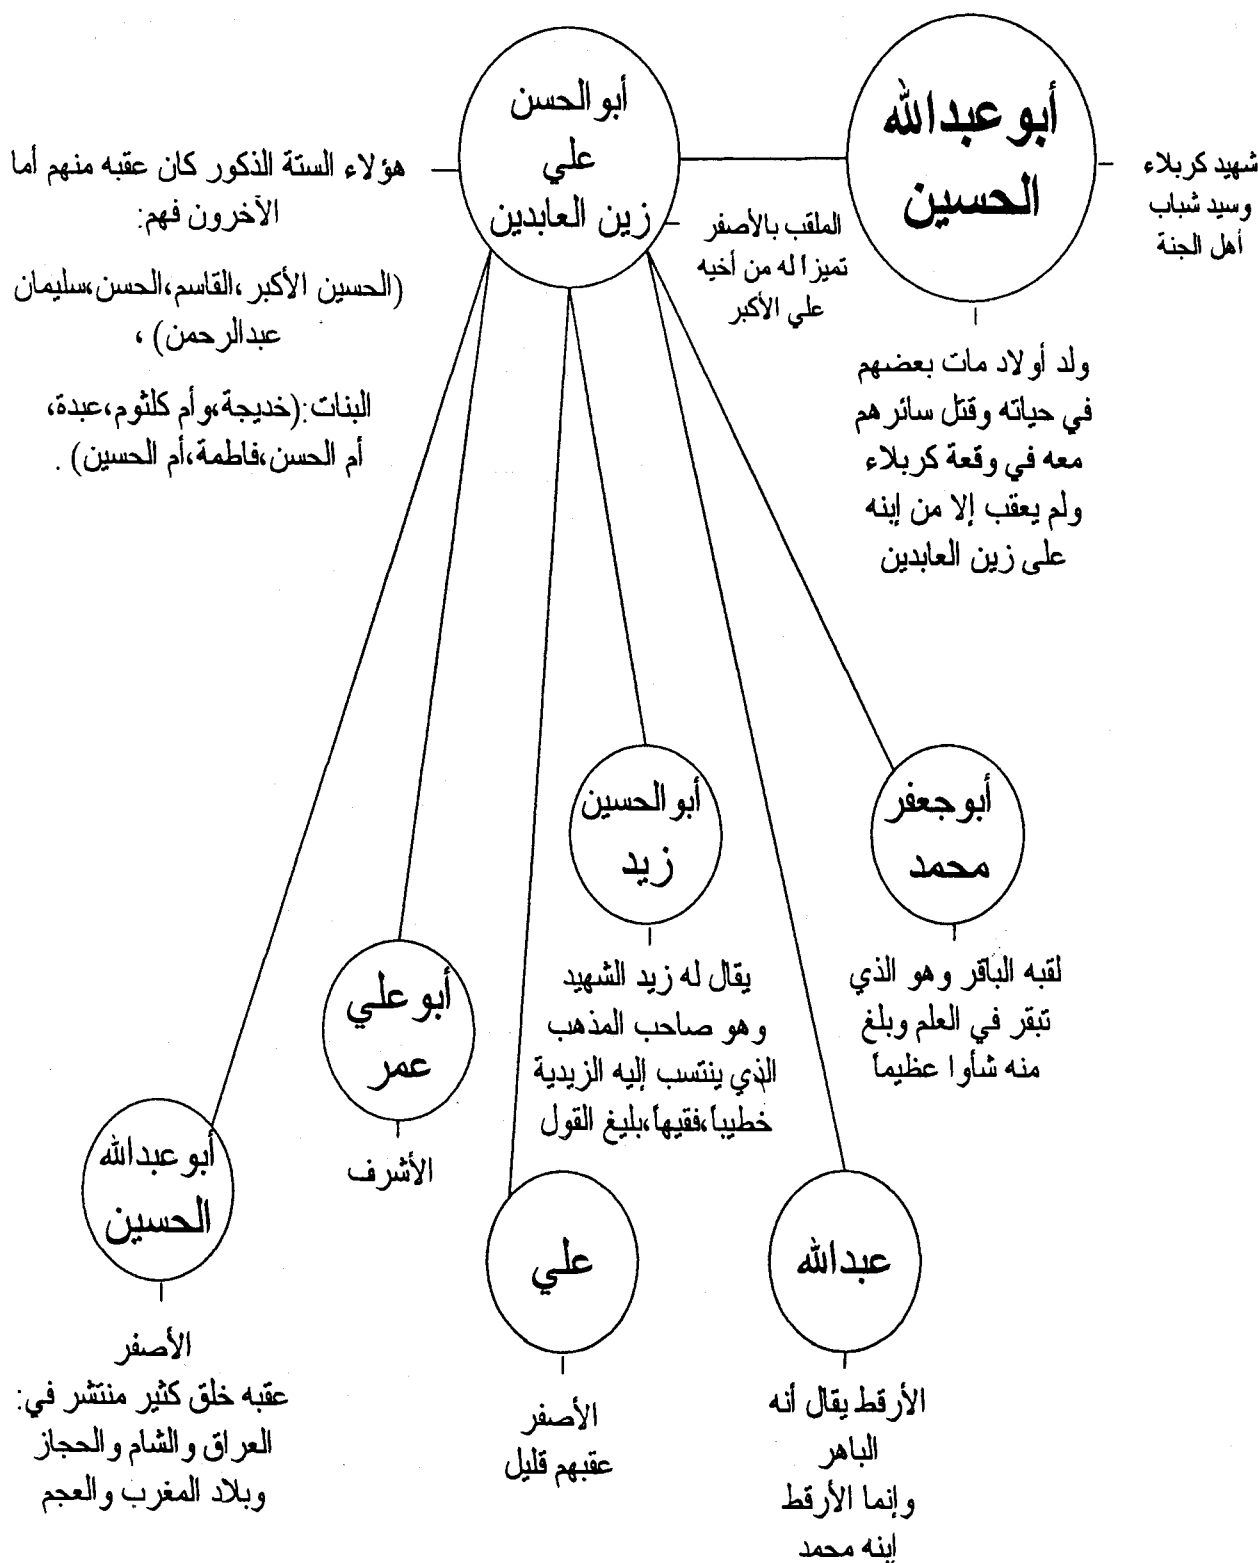 أبو عبدالله
الحسين
شهيد كربلاء
وسيد شباب
أهل الجنة
ولد أولاد مات بعضهم
في حياته وقتل سائرهم
معه في وقعة كربلاء
ولم يعقب إلا من إبنه
على زين العابدين
أبو الحسن
علي
زين العابدين
الملقب بالأصفر
تميزا له من أخيه
علي الأكبر
هؤلاء الستة الذكور كان عقبه منهم أما
الآخرون فهم:
(الحسين الأكبر ،القاسم،الحسن،سليمان
عبدالرحمن) ،
البنات:(خديجة،وأم كلثوم،عبدة،
أم الحسن،فاطمة،أم الحسين) .
أبو جعفر
محمد
لقبه الباقر وهو الذي
تبقر في العلم وبلغ
منه شأوا عظيماً
أبو الحسين
زيد
يقال له زيد الشهيد
وهو صاحب المذهب
الذي ينتسب إليه الزيدية
خطيباً،فقيهاً،بليغ القول
أبو علي
عمر
الأشرف
أبو عبدالله
الحسين
الأصفر
عقبه خلق كثير منتشر في:
العراق والشام والحجاز
وبلاد المغرب والعجم
علي
الأصفر
عقبهم قليل
عبدالله
الأرقط يقال أنه
الباهر
وإنما الأرقط
إبنه محمد